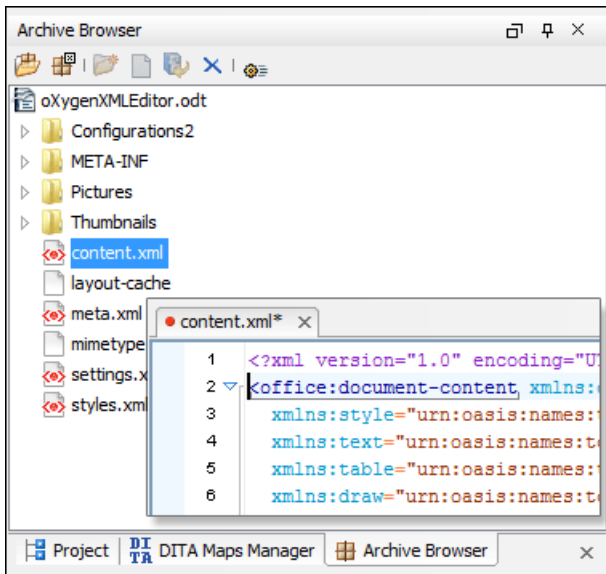 Archive Browser
oXygenXMLEditor.odt
Configurations2
META-INF
Pictures
Thumbnails
content.xml
layout-cache
meta.xml
mimetype
settings.x
styles.xml
content.xml*
1 <?xml version="1.0" encoding="U
2 <office:document-content xmlns:
3 xmlns:style="urn:oasis:names:
4 xmlns:text="urn:oasis:names:t
5 xmlns:table="urn:oasis:names:
6 xmlns:draw="urn:oasis:names:t
Project DITA DITA Maps Manager Archive Browser